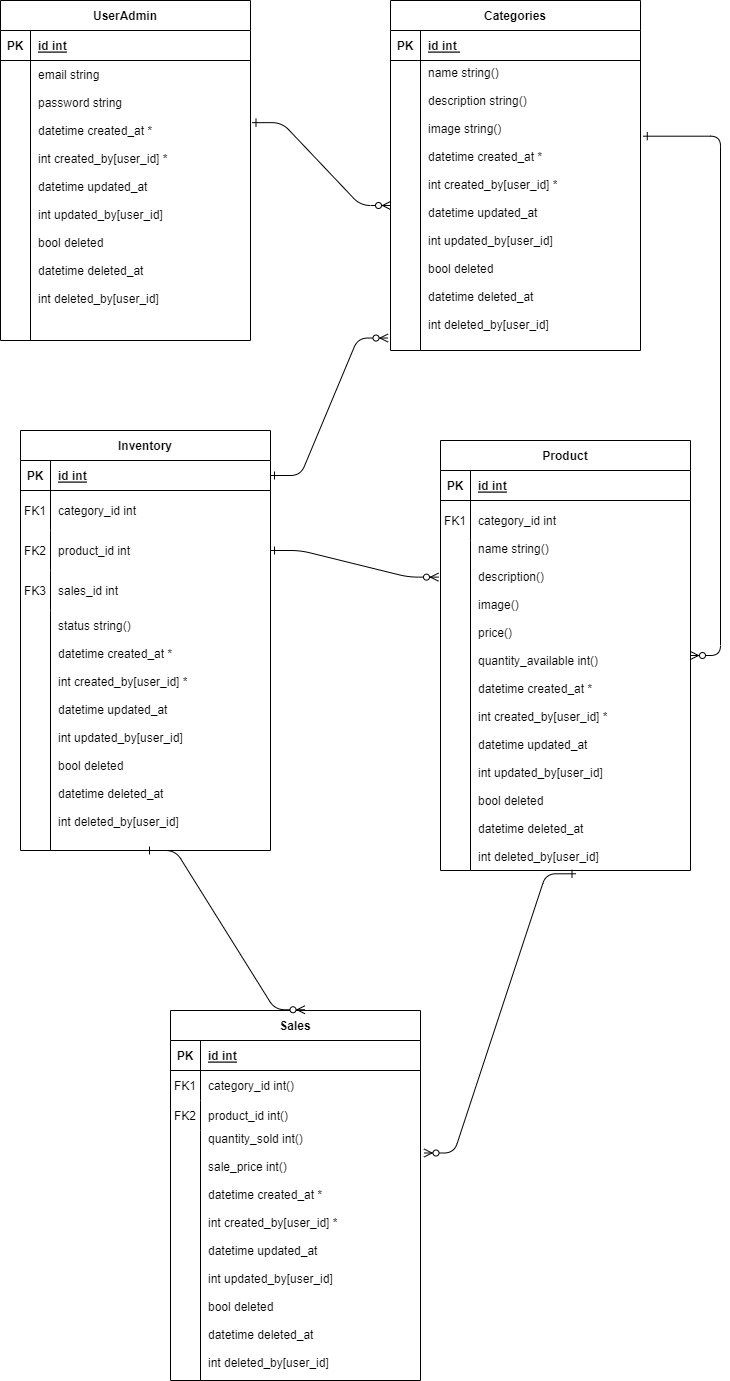 UserAdmin
PK id int
email string
password string
datetime created_at *
int created_by[user_id] *
datetime updated_at
int updated_by[user_id]
bool deleted
datetime deleted_at
int deleted_by[user_id]
Categories
PK id int
name string()
description string()
image string()
datetime created_at *
int created_by[user_id] *
datetime updated_at
int updated_by[user_id]
bool deleted
datetime deleted_at
int deleted_by[user_id]
Inventory
PK id int
FK1 category_id int
FK2 product_id int
FK3 sales_id int
status string()
datetime created_at *
int created_by[user_id] *
datetime updated_at
int updated_by[user_id]
bool deleted
datetime deleted_at
int deleted_by[user_id]
Product
PK id int
FK1 category_id int
name string()
description()
image()
price()
quantity_available int()
datetime created_at *
int created_by[user_id] *
datetime updated_at
int updated_by[user_id]
bool deleted
datetime deleted_at
int deleted_by[user_id]
Sales
PK id int
FK1 category_id int()
FK2 product_id int()
quantity_sold int()
sale_price int()
datetime created_at *
int created_by[user_id] *
datetime updated_at
int updated_by[user_id]
bool deleted
datetime deleted_at
int deleted_by[user_id]